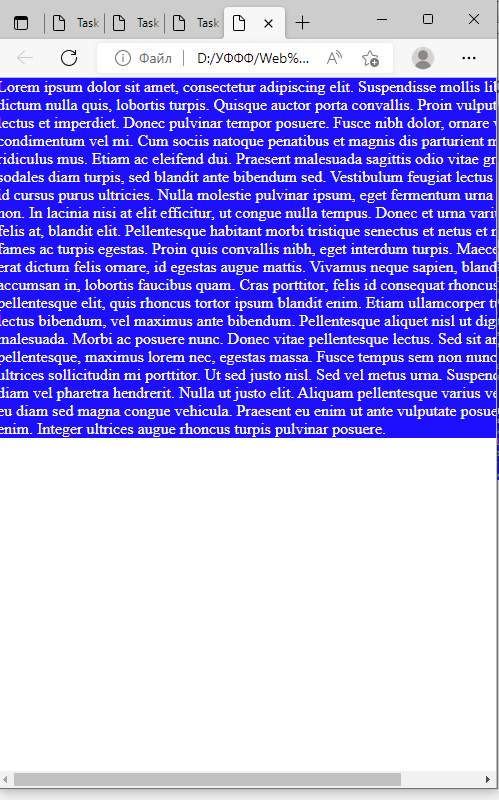 Task
Task
Task
Файл
D:/УФФФ/Web%...
Lorem ipsum dolor sit amet, consectetur adipiscing elit. Suspendisse mollis
dictum nulla quis, lobortis turpis. Quisque auctor porta convallis. Proin vulput
lectus et imperdiet. Donec pulvinar tempor posuere. Fusce nibh dolor, ornare
condimentum vel mi. Cum sociis natoque penatibus et magnis dis parturient
ridiculus mus. Etiam ac eleifend dui. Praesent malesuada sagittis odio vitae
sodales diam turpis, sed blandit ante bibendum sed. Vestibulum feugiat lectus
id cursus purus ultricies. Nulla molestie pulvinar ipsum, eget fermentum urna
non. In lacinia nisi at elit efficitur, ut congue nulla tempus. Donec et urna
felis at, blandit elit. Pellentesque habitant morbi tristique senectus et netus et
fames ac turpis egestas. Proin quis convallis nibh, eget interdum turpis. Maece
erat dictum felis ornare, id egestas augue mattis. Vivamus neque sapien, bland
accumsan in, lobortis faucibus quam. Cras porttitor, felis id consequat rhoncus
pellentesque elit, quis rhoncus tortor ipsum blandit enim. Etiam ullamcorper
lectus bibendum, vel maximus ante bibendum. Pellentesque aliquet nisl ut dig
malesuada. Morbi ac posuere nunc. Donec vitae pellentesque lectus. Sed sit
pellentesque, maximus lorem nec, egestas massa. Fusce tempus sem non nunc
ultrices sollicitudin mi porttitor. Ut sed justo nisl. Sed vel metus urna. Suspend
diam vel pharetra hendrerit. Nulla ut justo elit. Aliquam pellentesque varius
eu diam sed magna congue vehicula. Praesent eu enim ut ante vulputate posue
enim. Integer ultrices augue rhoncus turpis pulvinar posuere.